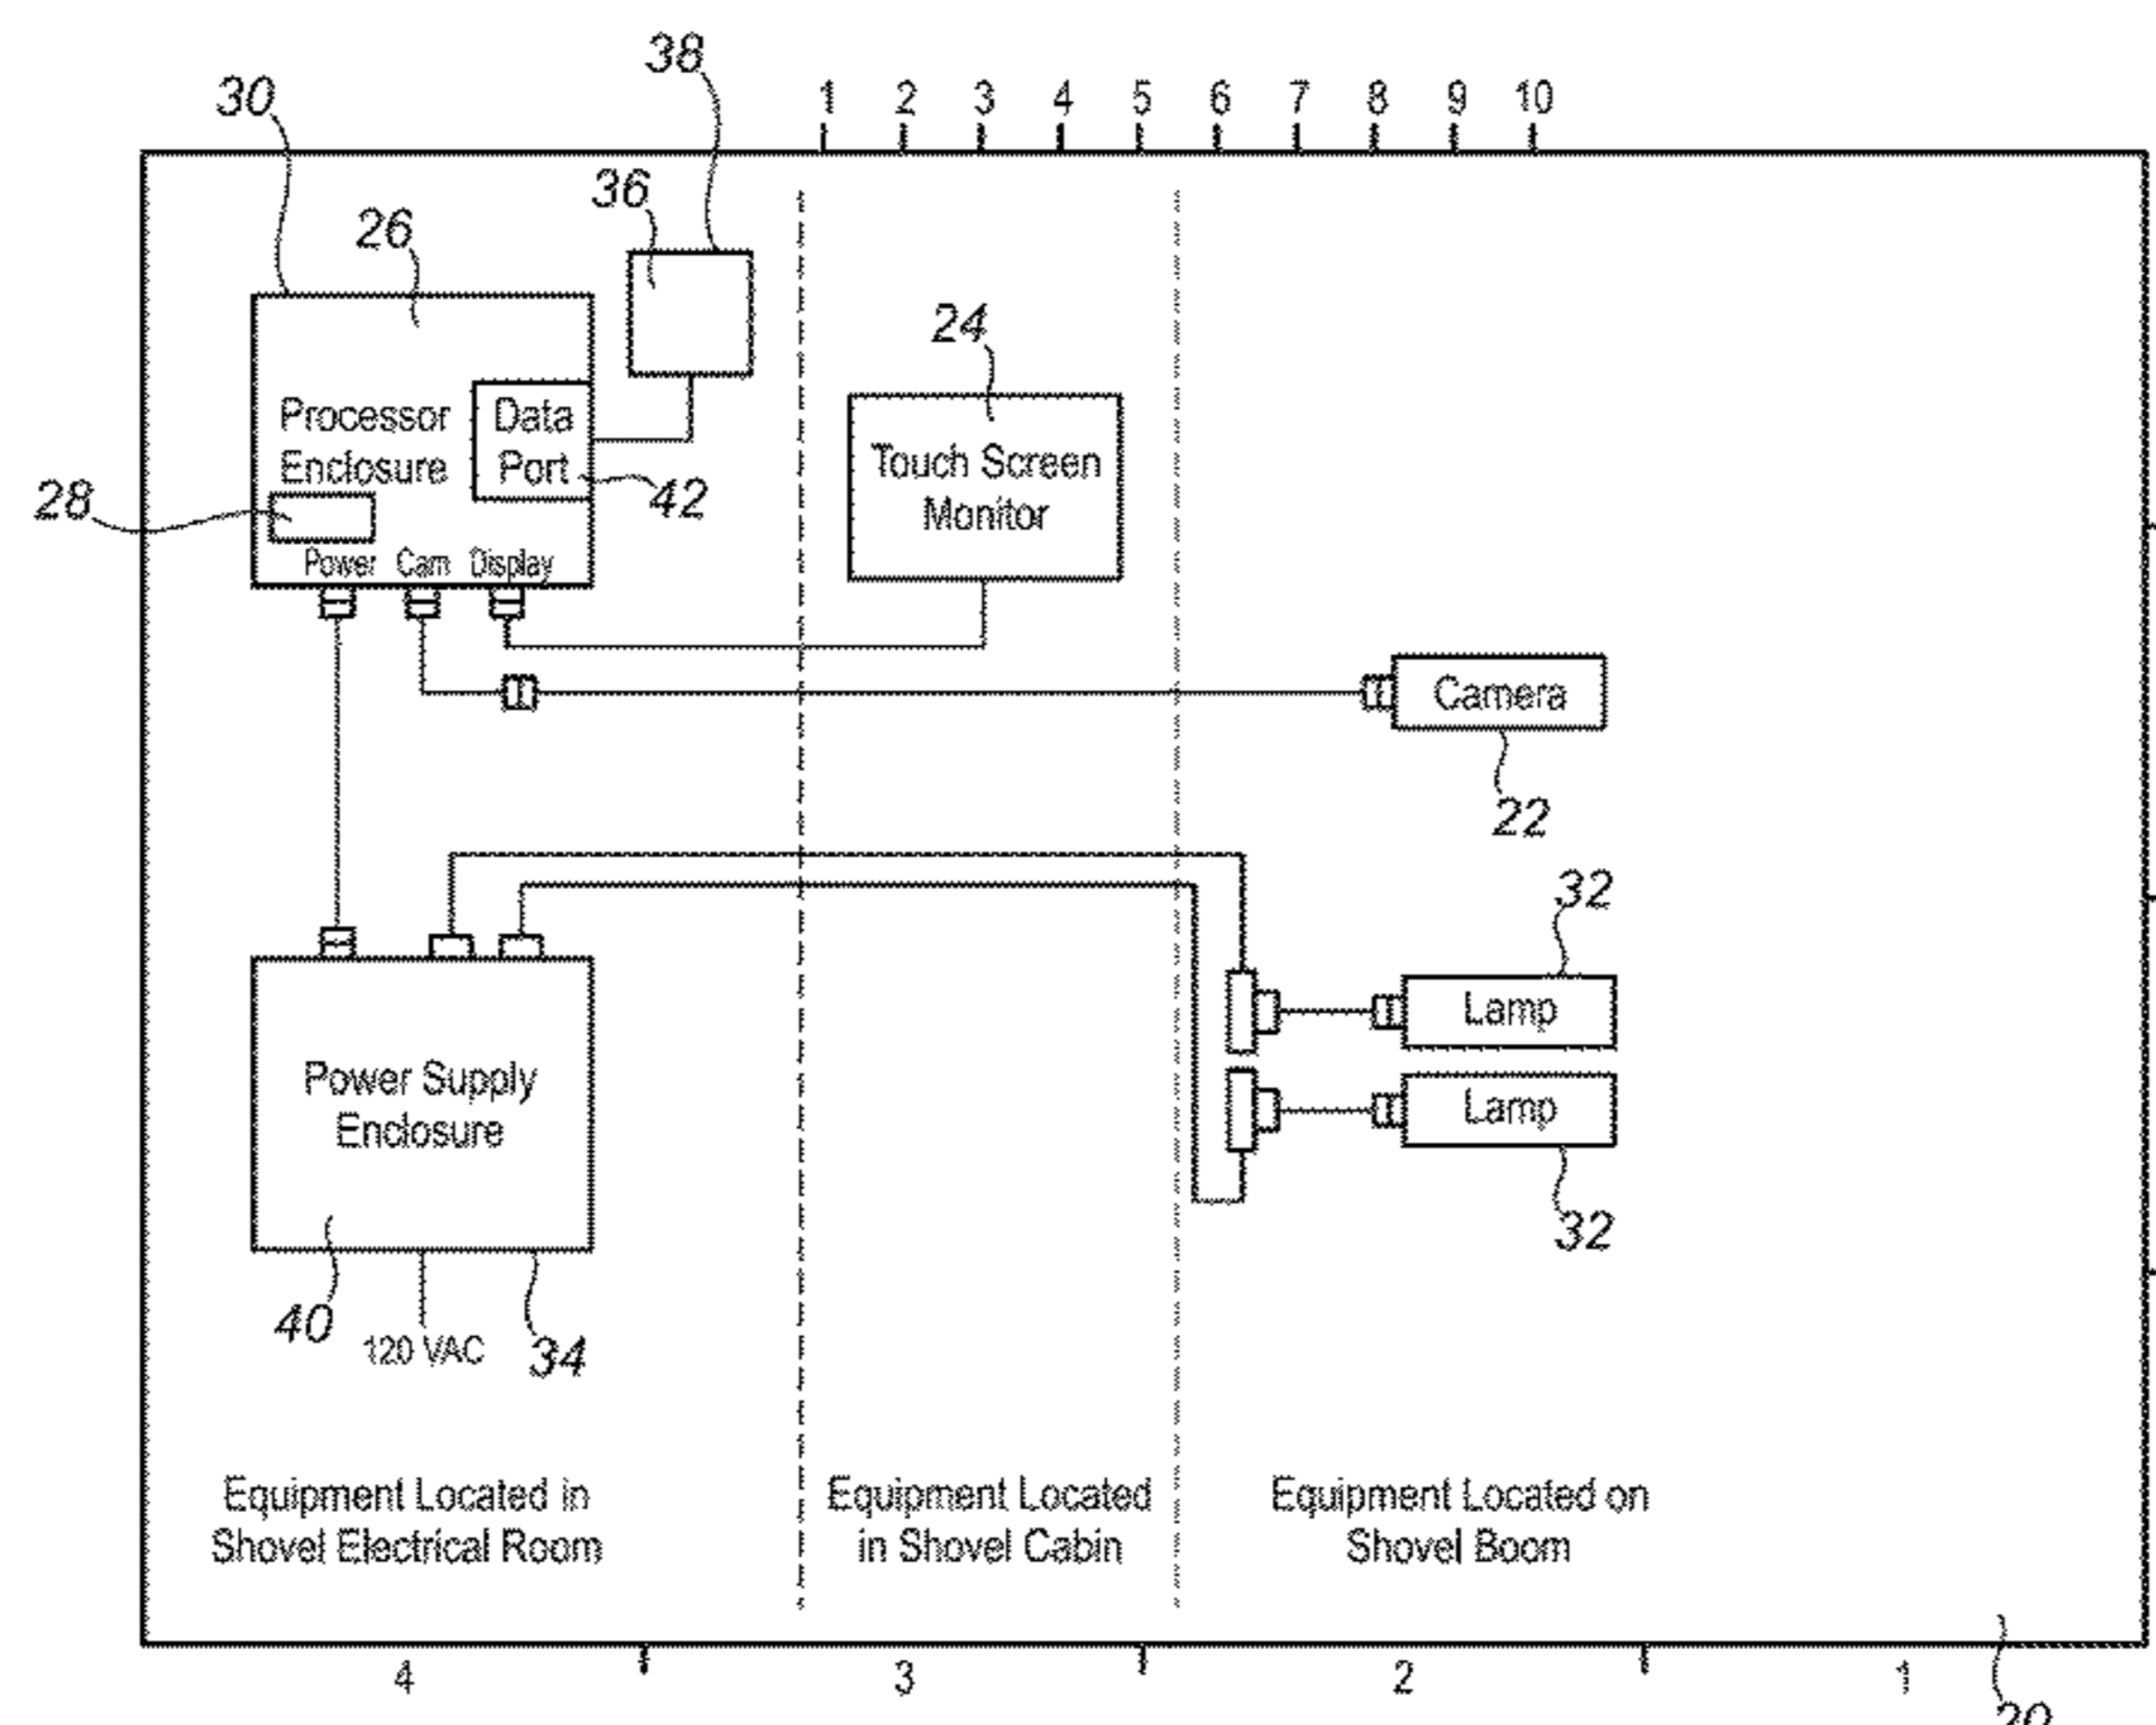 38
30
1 2 3 4 5 6 7 8 9 10
36
26
24
Processor
Enclosure
Data
Port
42
28
Power Cam Display
Touch Screen
Monitor
Camera
22
32
Lamp
Lamp
32
Power Supply
Enclosure
40
120 VAC
34
Equipment Located in
Shovel Electrical Room
Equipment Located
in Shovel Cabin
Equipment Located on
Shovel Boom
4 3 2 1
20